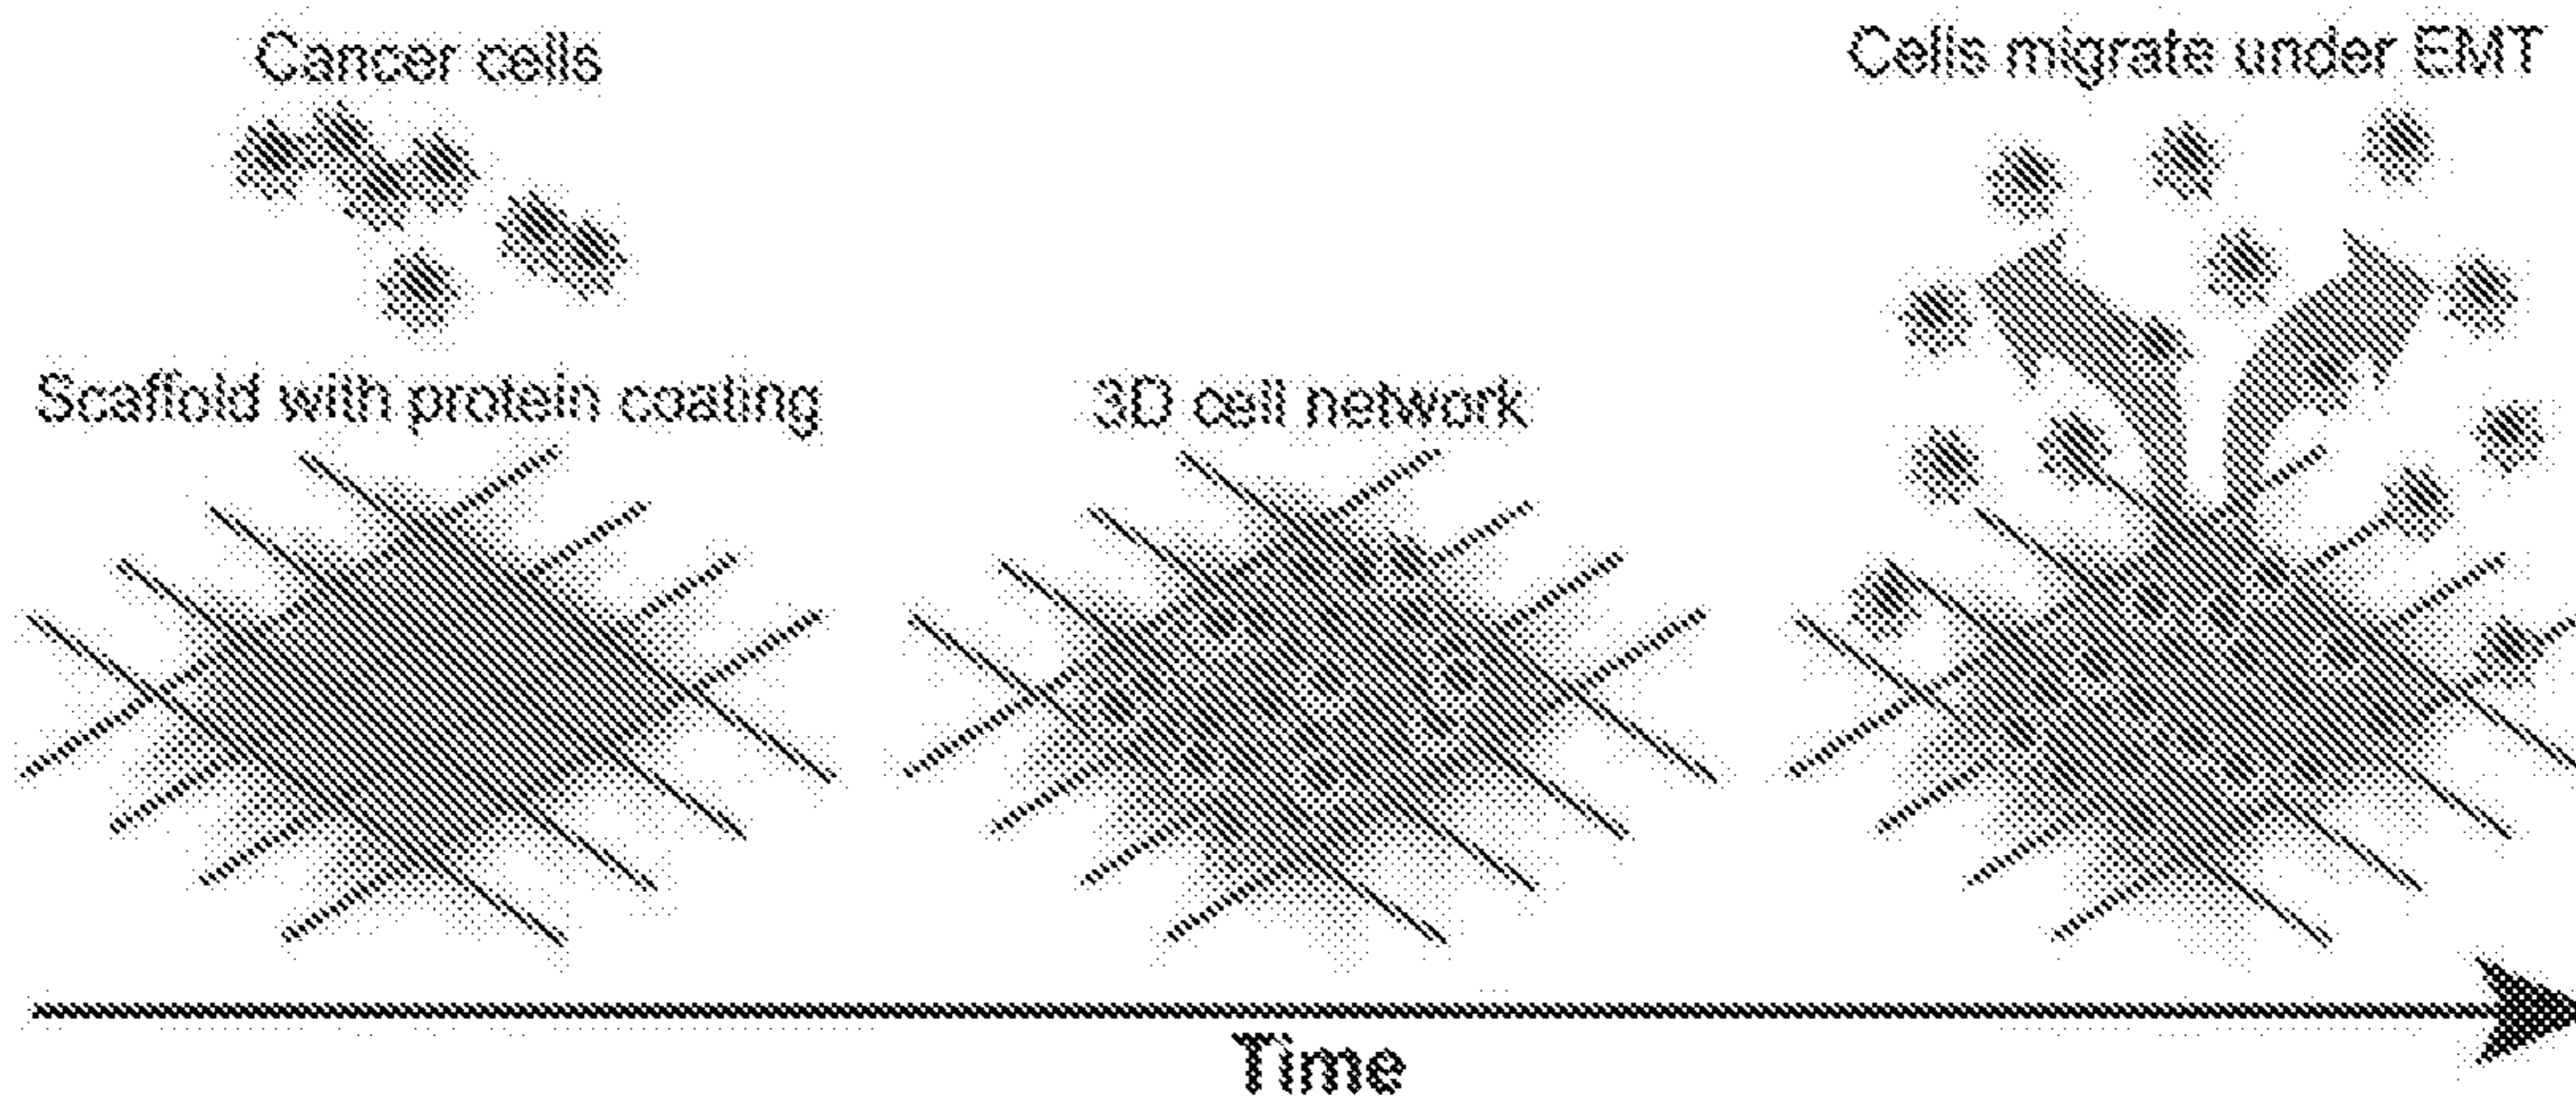 Cancer cells
Scaffold with protein coating
3D cell network
Cells migrate under EMT
Time